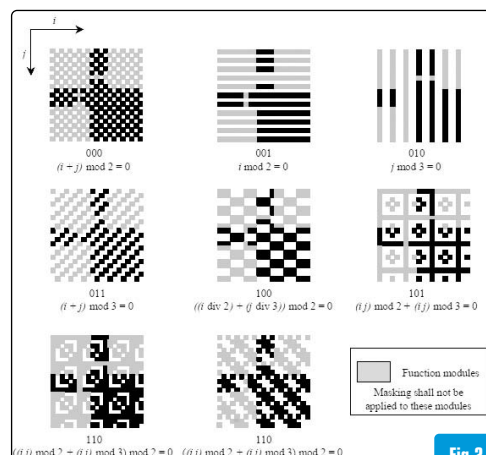 i
j
000
001
010
(i + j) mod 2 = 0
i mod 2 = 0
j mod 3 = 0
011
100
101
(i + j) mod 3 = 0
((i div 2) + (j div 3)) mod 2 = 0
(i j) mod 2 + (i j) mod 3 = 0
110
110
((i j) mod 2 + (i j) mod 3) mod 2 = 0
((i j) mod 2 + (i j) mod 3) mod 2 = 0
Function modules
Masking shall not be
applied to these modules
Fig 2